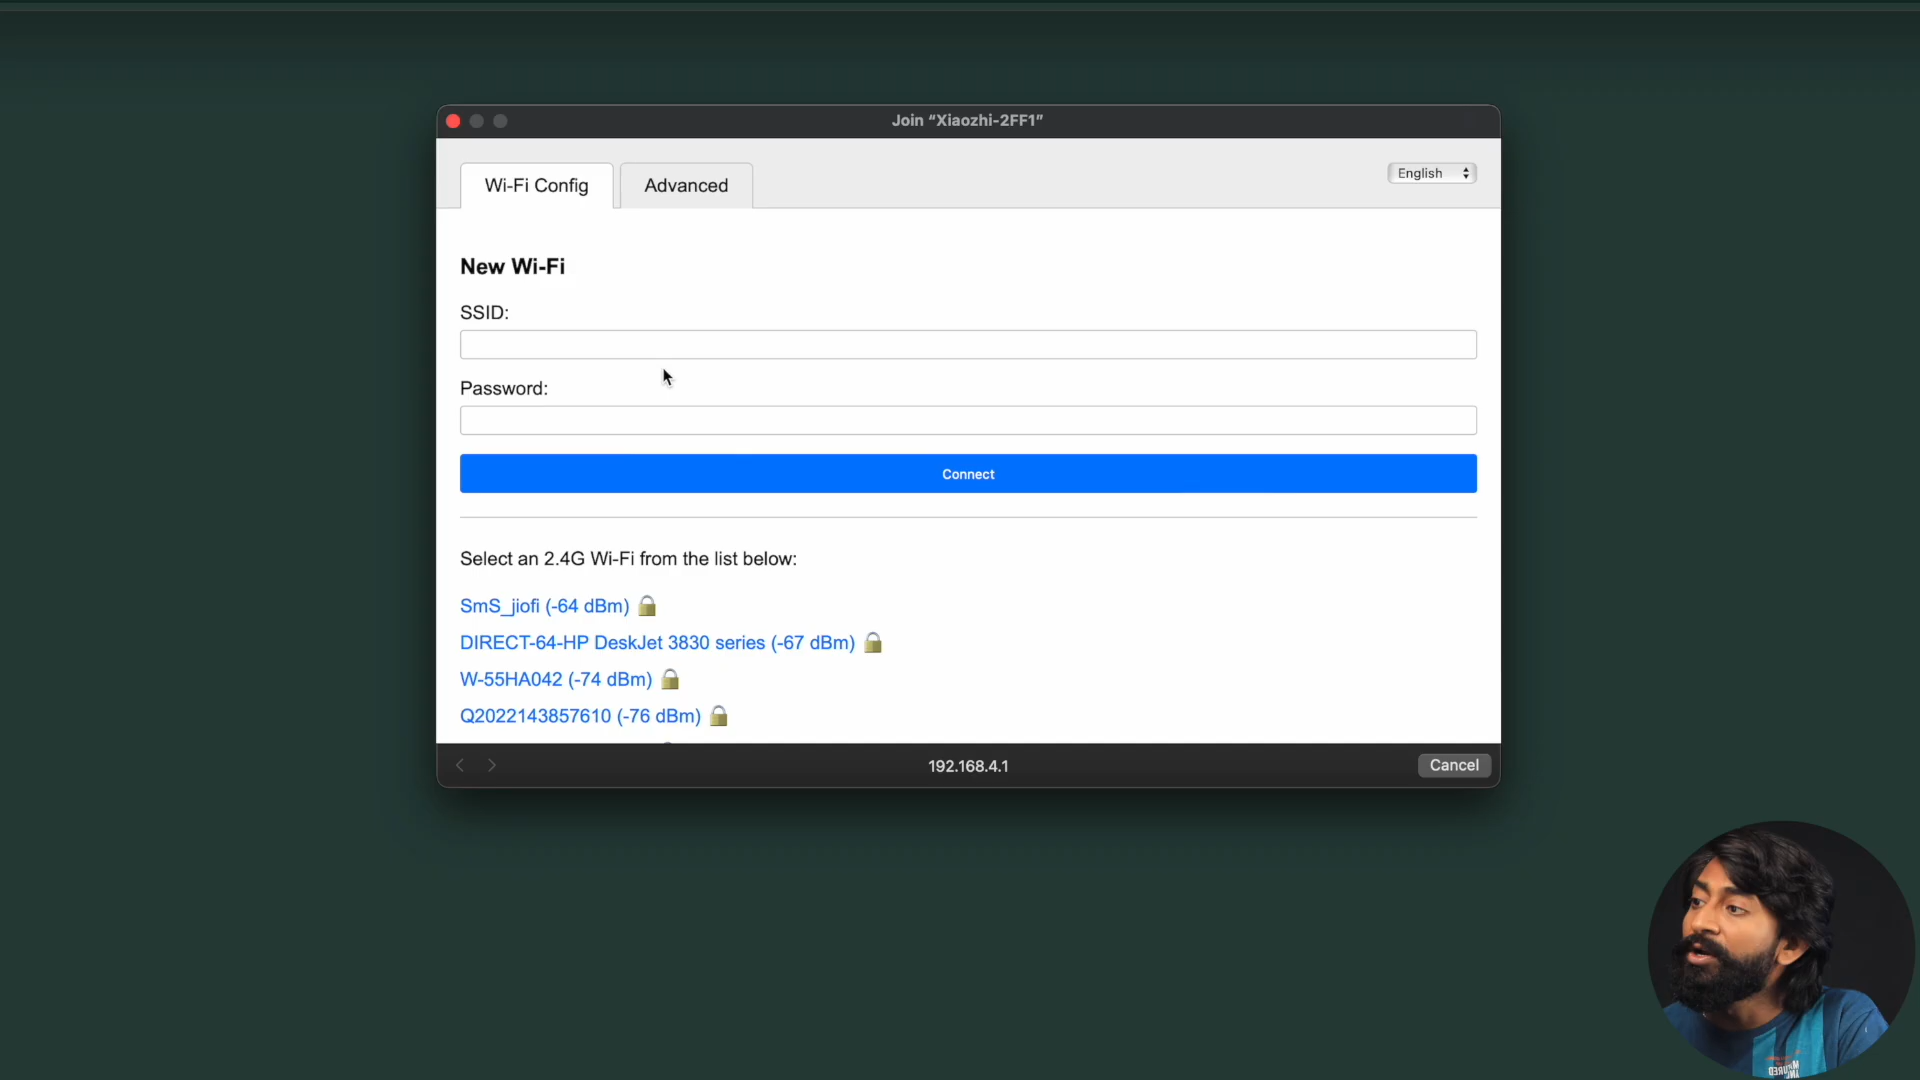 Join “Xiaozhi-2FF1”
Wi-Fi Config
Advanced
English
New Wi-Fi
SSID:
Password:
Connect
Select an 2.4G Wi-Fi from the list below:
SmS_jiofi (-64 dBm)
DIRECT-64-HP DeskJet 3830 series (-67 dBm)
W-55HA042 (-74 dBm)
Q2022143857610 (-76 dBm)
192.168.4.1
Cancel